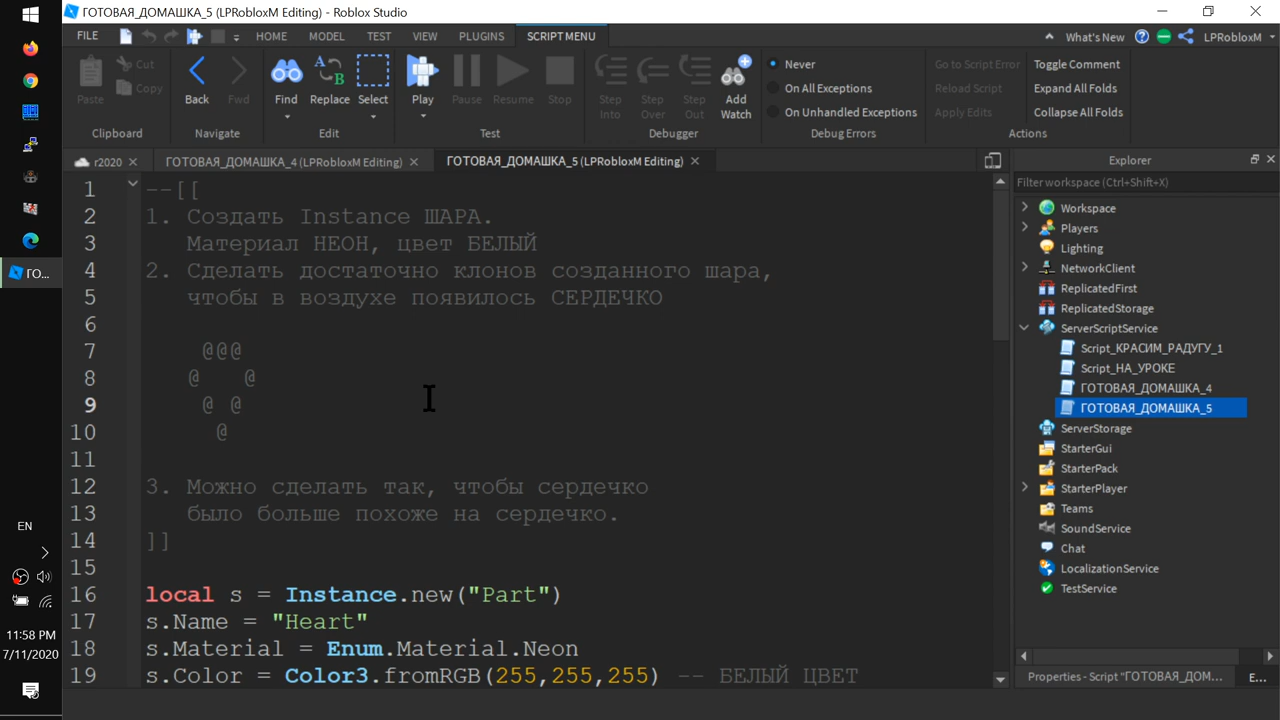 ГОТОВАЯ_ДОМАШКА_5 (LPRobloxM Editing) - Roblox Studio
FILE
HOME
MODEL
TEST
VIEW
PLUGINS
SCRIPT MENU
What's New
LPRobloxM
Paste
Cut
Copy
Back
Fwd
Find
Replace
Select
Play
Pause
Resume
Stop
Step Into
Step Over
Step Out
Add Watch
Never
On All Exceptions
On Unhandled Exceptions
Go to Script Error
Reload Script
Apply Edits
Toggle Comment
Expand All Folds
Collapse All Folds
Clipboard
Navigate
Edit
Test
Debugger
Debug Errors
Actions
r2020
ГОТОВАЯ_ДОМАШКА_4 (LPRobloxM Editing)
ГОТОВАЯ_ДОМАШКА_5 (LPRobloxM Editing)
1 --[[
2 1. Создать Instance ШАРА.
3 Материал НЕОН, цвет БЕЛЫЙ
4 2. Сделать достаточно клонов созданного шара,
5 чтобы в воздухе появилось СЕРДЕЧКО
6
7 @@@
8 @ @
9 @ @
10 @
11
12 3. Можно сделать так, чтобы сердечко
13 было больше похоже на сердечко.
14 ]]
15
16 local s = Instance.new("Part")
17 s.Name = "Heart"
18 s.Material = Enum.Material.Neon
19 s.Color = Color3.fromRGB(255,255,255) -- БЕЛЫЙ ЦВЕТ
Explorer
Filter workspace (Ctrl+Shift+X)
Workspace
Players
Lighting
NetworkClient
ReplicatedFirst
ReplicatedStorage
ServerScriptService
Script_КРАСИМ_РАДУГУ_1
Script_НА_УРОКЕ
ГОТОВАЯ_ДОМАШКА_4
ГОТОВАЯ_ДОМАШКА_5
ServerStorage
StarterGui
StarterPack
StarterPlayer
Teams
SoundService
Chat
LocalizationService
TestService
Properties - Script "ГОТОВАЯ_ДОМ...
E...
ГО...
EN
11:58 PM
7/11/2020